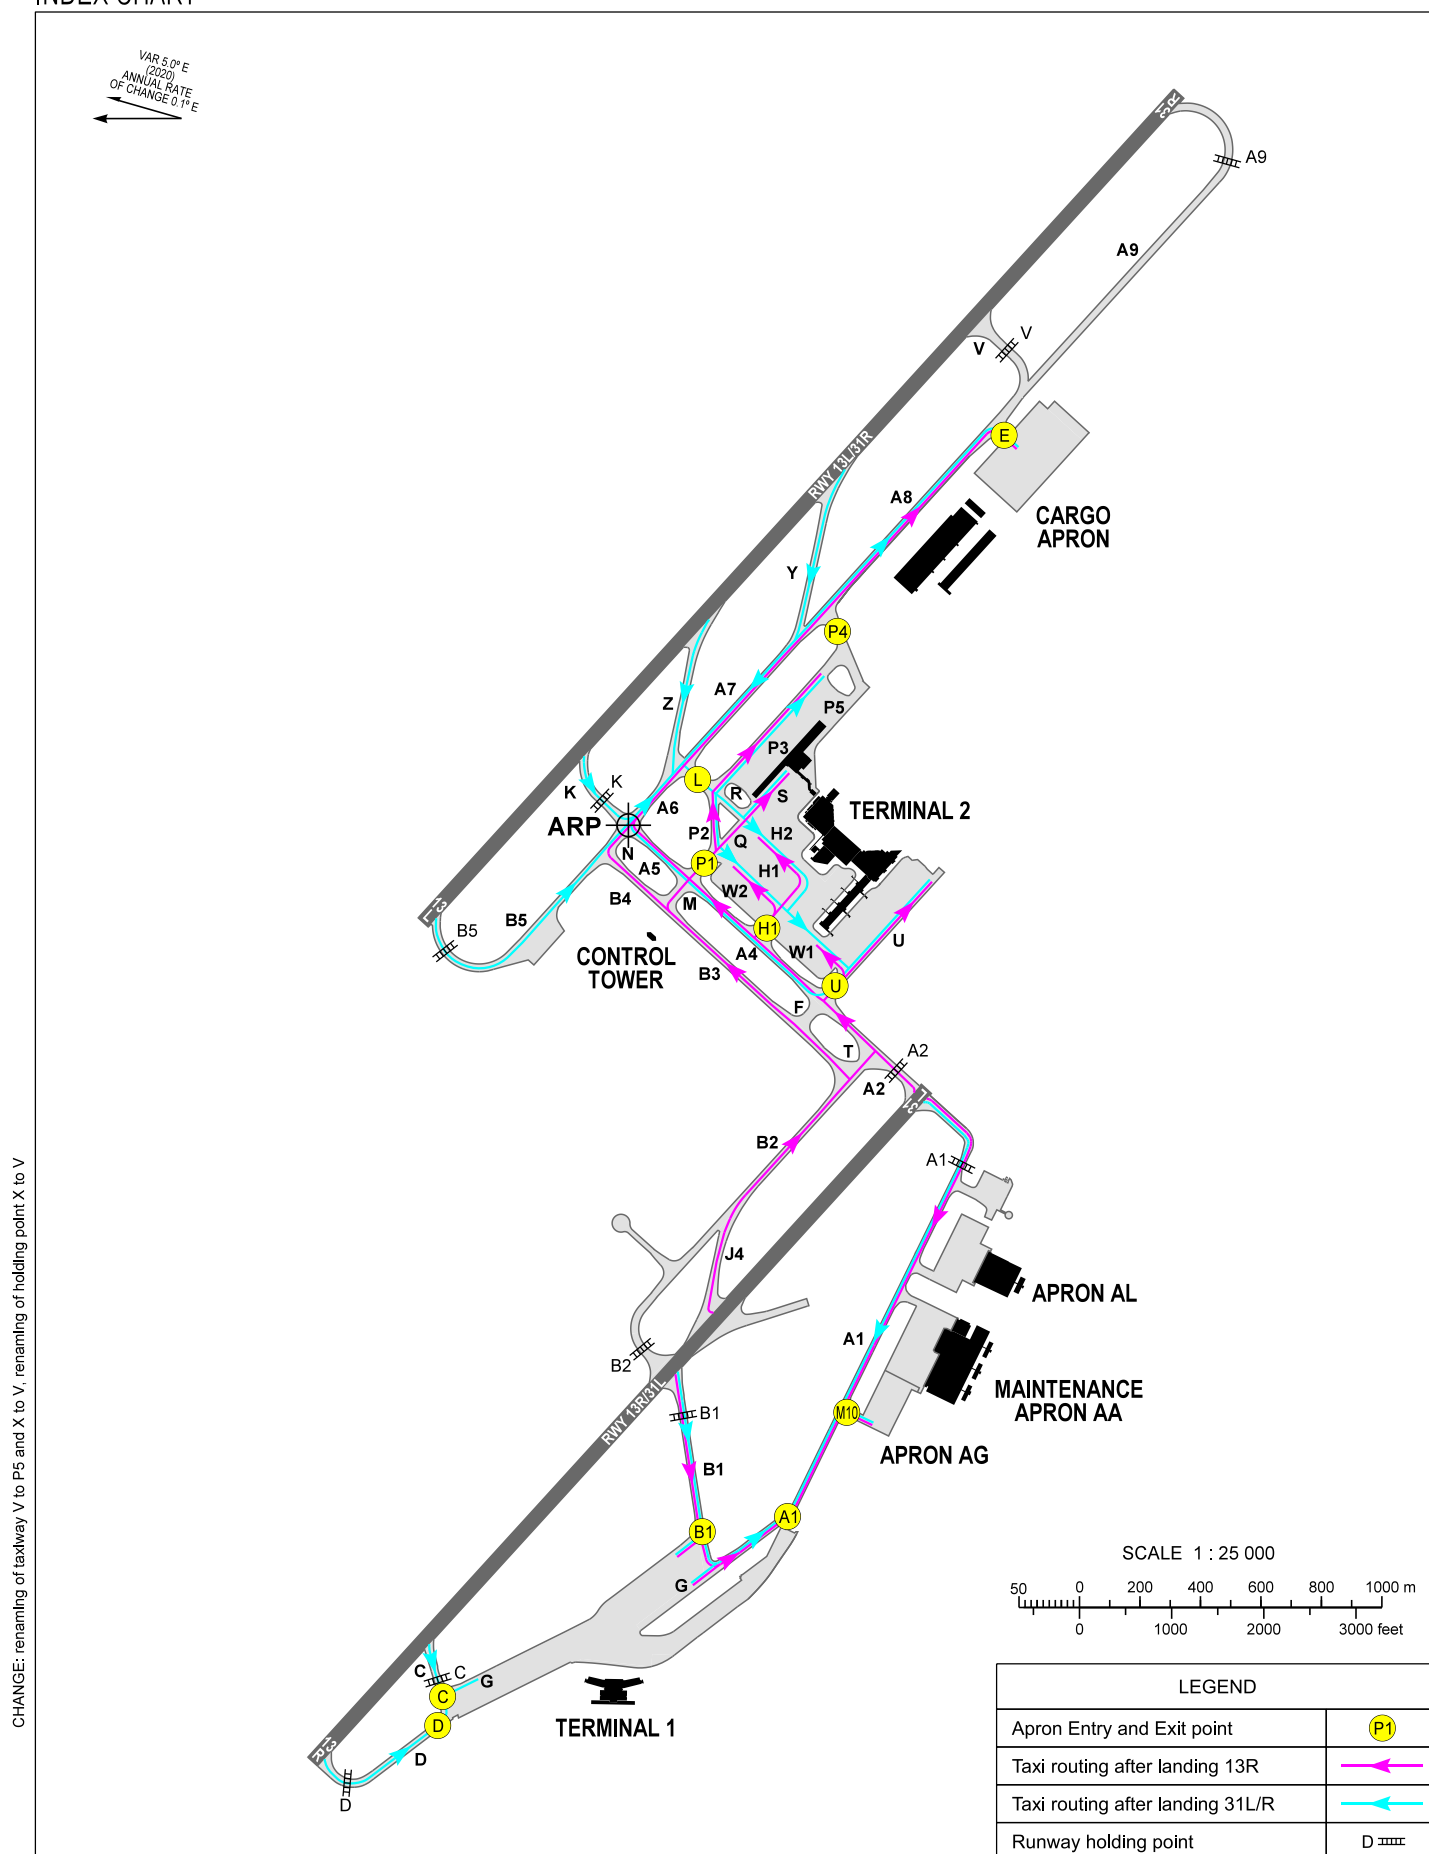 INDEX CHART
VAR 5.0° E
(2020)
ANNUAL RATE
OF CHANGE 0.1° E
31
R
A9
A9
V
V
E
RWY 13L/31R
A8
CARGO
APRON
Y
P4
A7
Z
P5
P3
L
K
K
R
S
A6
TERMINAL 2
ARP
P2
Q
H2
N
P1
A5
H1
W2
B4
M
13
L
B5
B5
H1
U
CONTROL
TOWER
A4
W1
B3
U
F
T
A2
A2
31
L
B2
A1
J4
APRON AL
A1
B2
RWY 13R/31L
MAINTENANCE
APRON AA
M10
B1
APRON AG
B1
A1
B1
G
C
C
G
C
D
TERMINAL 1
D
13
R
D
CHANGE: renaming of taxiway V to P5 and X to V, renaming of holding point X to V
SCALE 1 : 25 000
50 0 200 400 600 800 1000 m
0 1000 2000 3000 feet
LEGEND
Apron Entry and Exit point P1
Taxi routing after landing 13R
Taxi routing after landing 31L/R
Runway holding point D